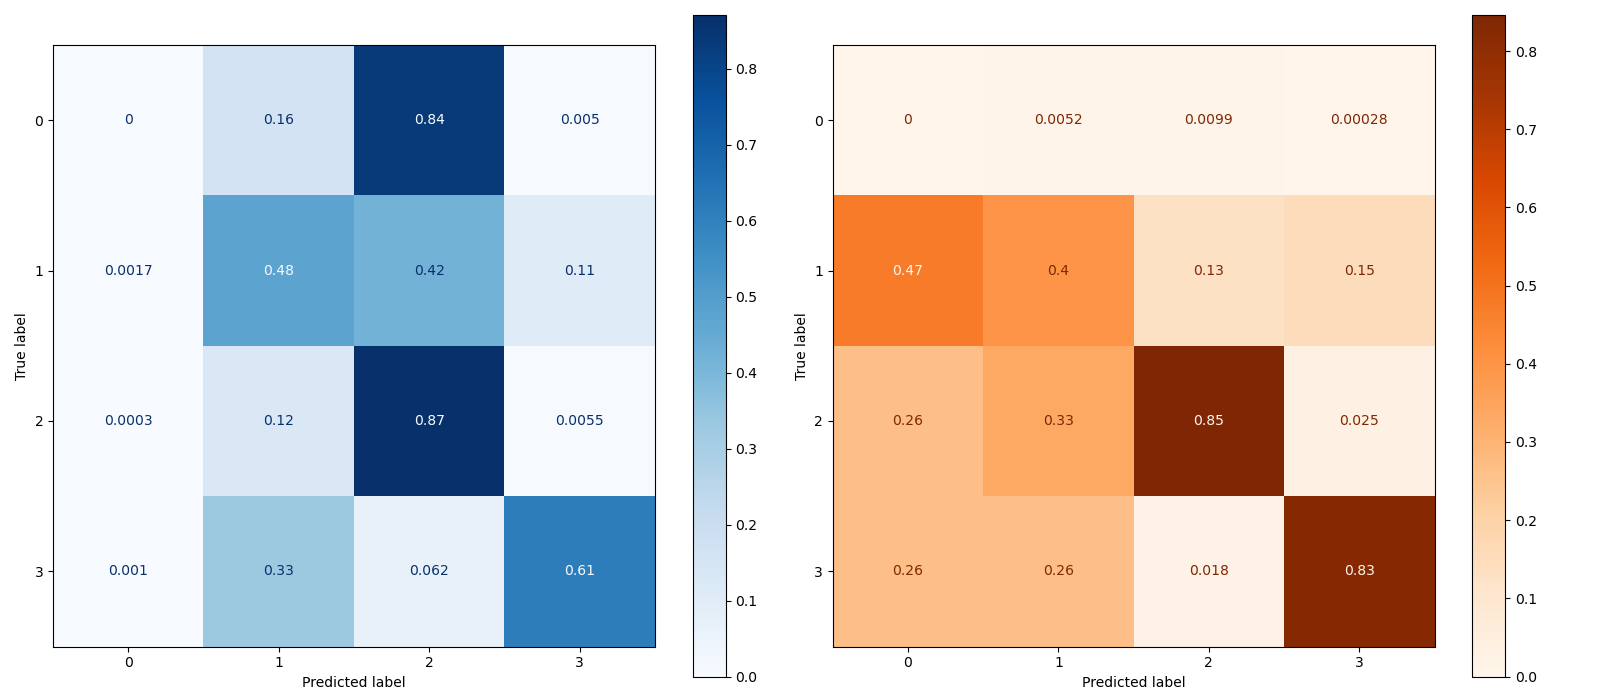 0 0.16 0.84 0.005
0
1 0.0017 0.48 0.42 0.11
2 0.0003 0.12 0.87 0.0055
3 0.001 0.33 0.062 0.61
0 1 2 3
True label
Predicted label
0.8
0.7
0.6
0.5
0.4
0.3
0.2
0.1
0.0
0 0 0.0052 0.0099 0.00028
1 0.47 0.4 0.13 0.15
2 0.26 0.33 0.85 0.025
3 0.26 0.26 0.018 0.83
0 1 2 3
True label
Predicted label
0.8
0.7
0.6
0.5
0.4
0.3
0.2
0.1
0.0